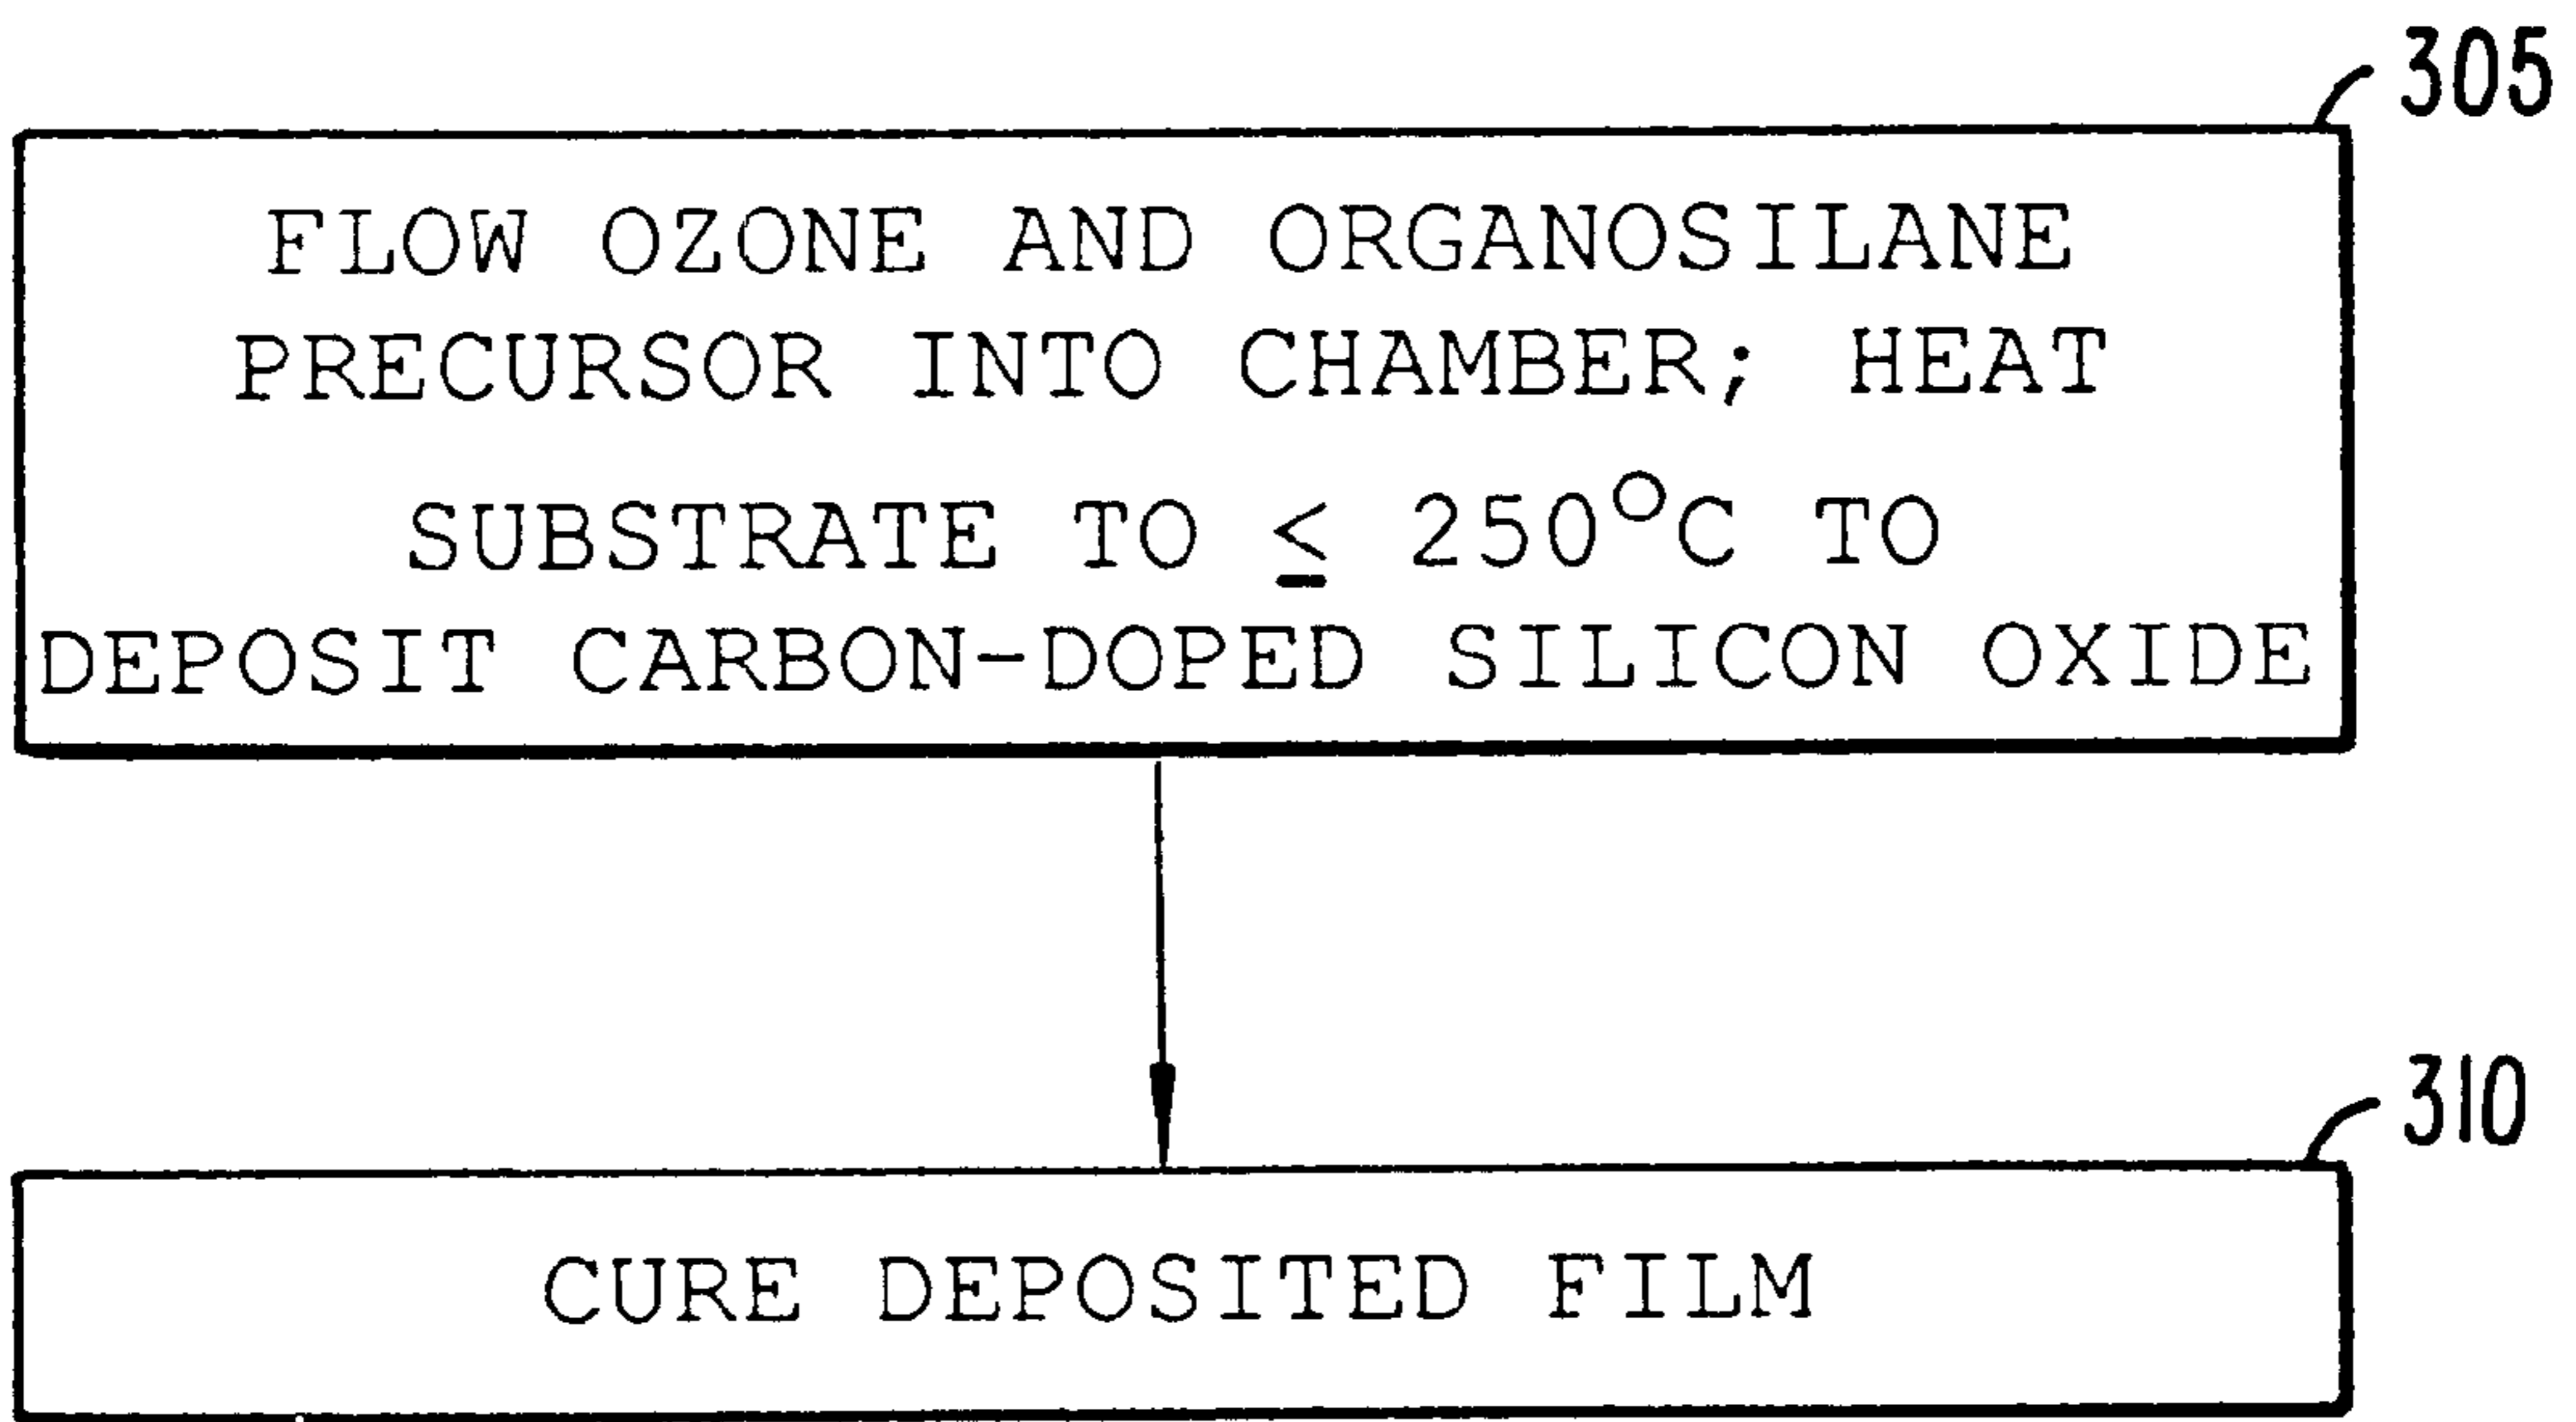 305
FLOW OZONE AND ORGANOSILANE
PRECURSOR INTO CHAMBER; HEAT
SUBSTRATE TO ≤ 250°C TO
DEPOSIT CARBON-DOPED SILICON OXIDE
310
CURE DEPOSITED FILM